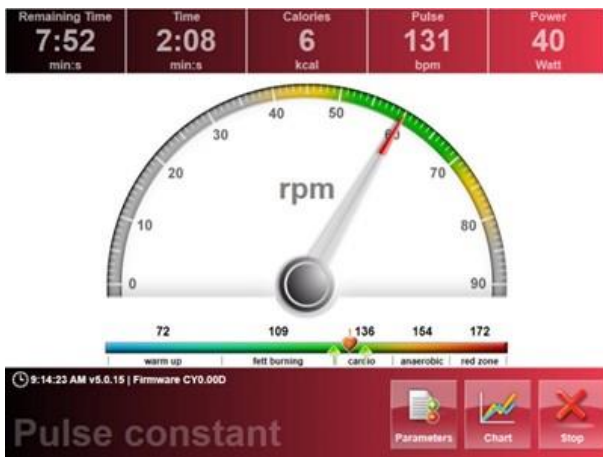 Remaining Time Time Calories Pulse Power
7:52 2:08 6 131 40
min:s min:s kcal bpm Watt
0 10 20 30 40 50 60 70 80 90
rpm
72 109 136 154 172
warm up fett burning cardio anaerobic red zone
9:14:23 AM v5.0.15 | Firmware CY0.00D
Pulse constant
Parameters Chart Stop